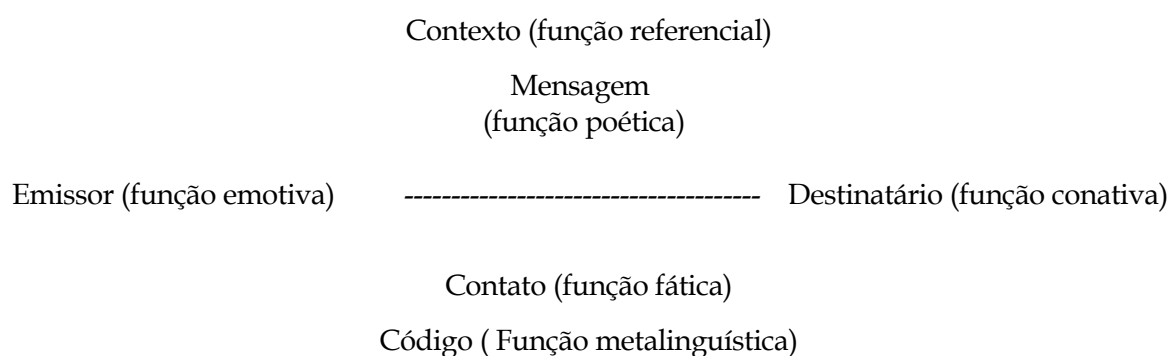 Contexto (função referencial)
Mensagem
(função poética)
Emissor (função emotiva) --------------------------------------- Destinatário (função conativa)
Contato (função fática)
Código ( Função metalinguística)